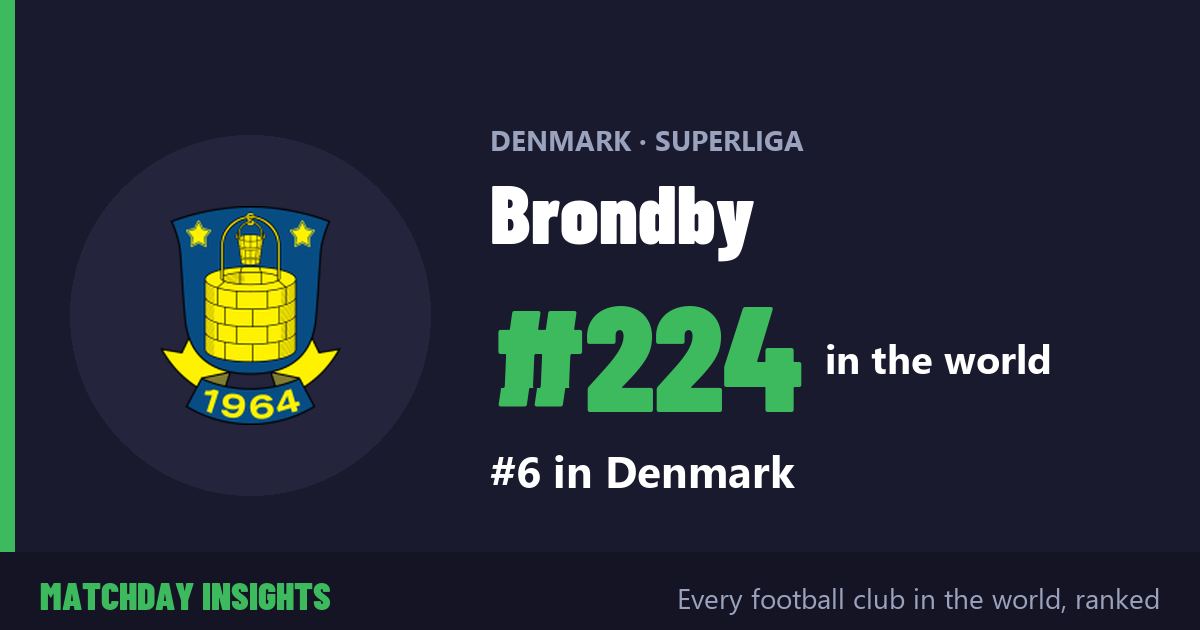 DENMARK · SUPERLIGA
Brondby
#224 in the world
#6 in Denmark
1964
MATCHDAY INSIGHTS
Every football club in the world, ranked